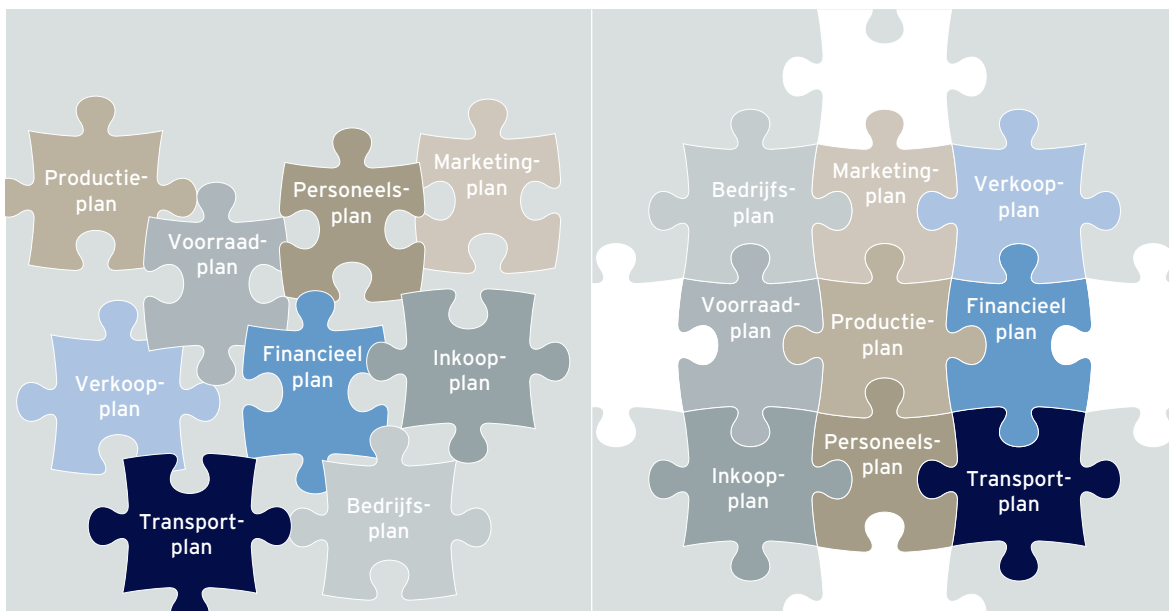 Productie-
plan
Voorraad-
plan
Personeels-
plan
Marketing-
plan
Verkoop-
plan
Financieel
plan
Inkoop-
plan
Transport-
plan
Bedrijfs-
plan
Bedrijfs-
plan
Marketing-
plan
Verkoop-
plan
Voorraad-
plan
Productie-
plan
Financieel
plan
Inkoop-
plan
Personeels-
plan
Transport-
plan